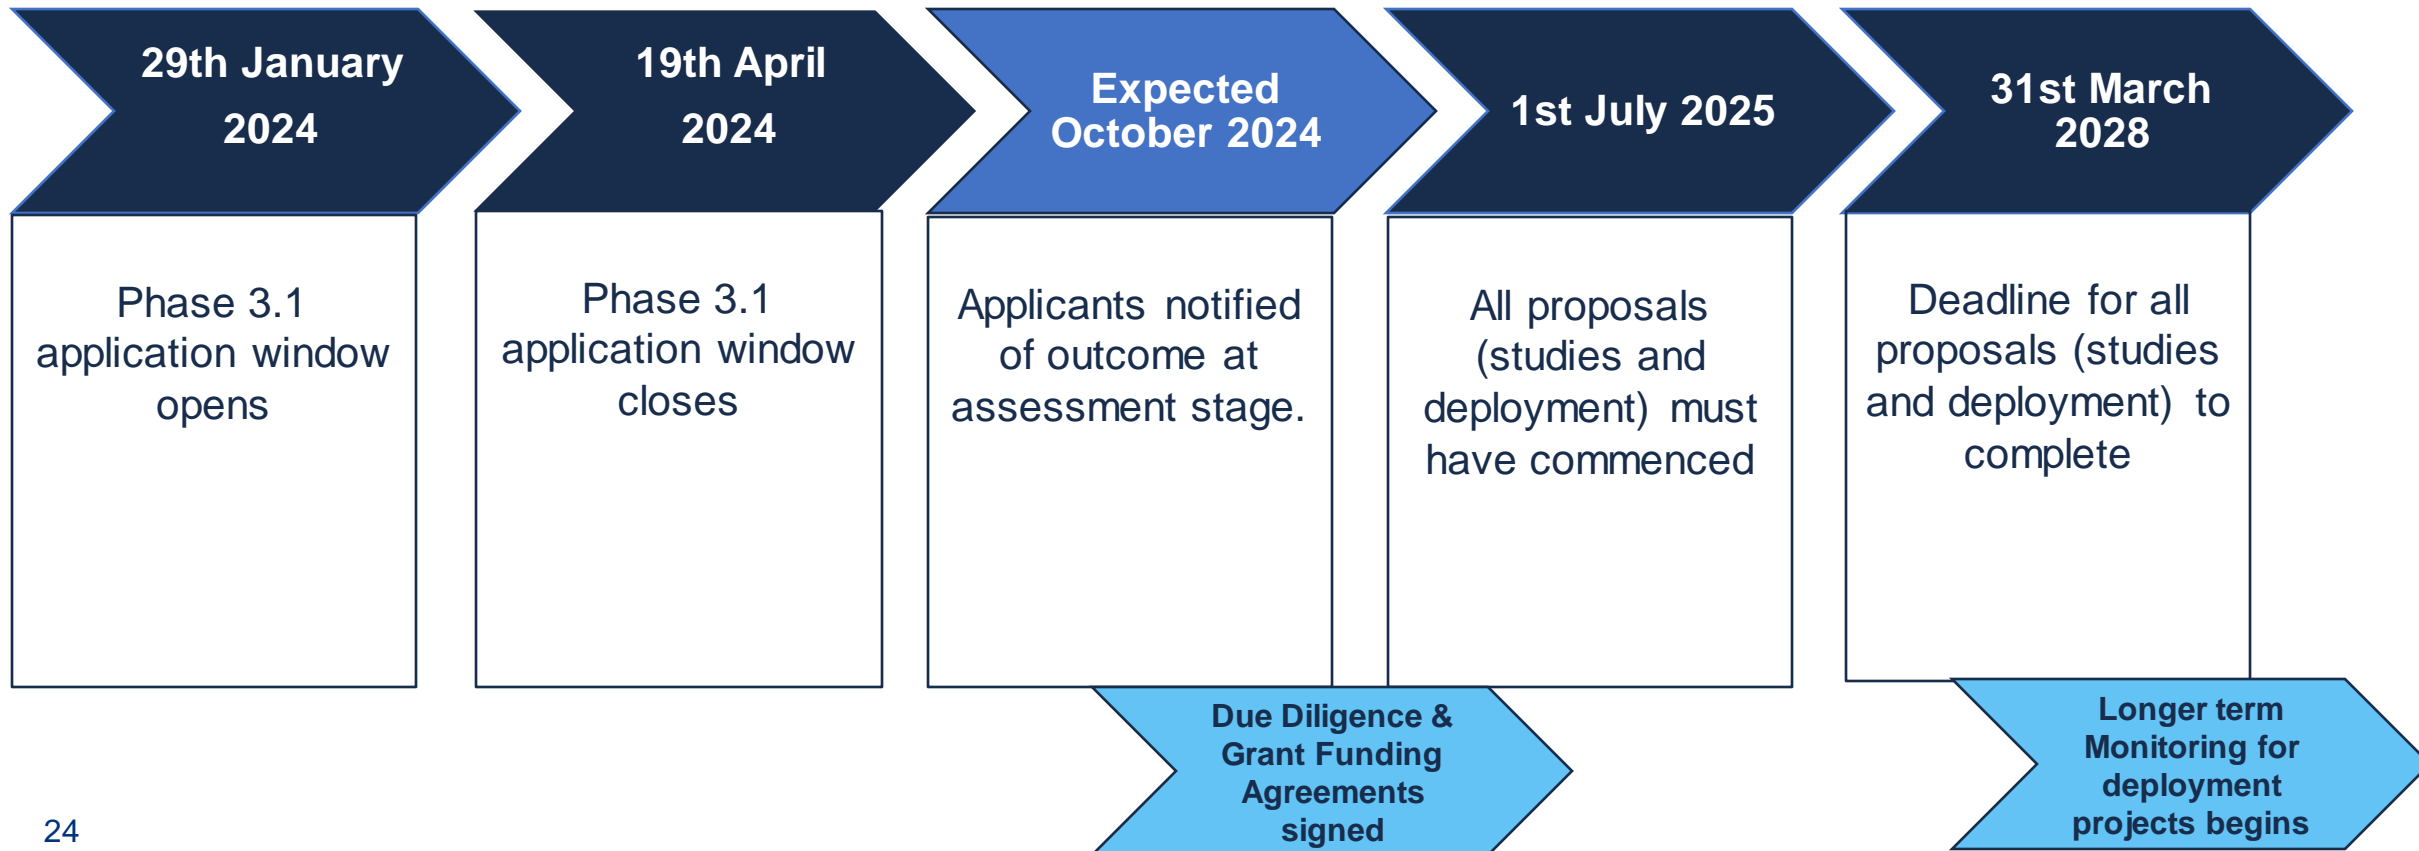 29th January
2024
Phase 3.1
application window
opens
19th April
2024
Phase 3.1
application window
closes
Expected
October 2024
Applicants notified
of outcome at
assessment stage.
1st July 2025
All proposals
(studies and
deployment) must
have commenced
31st March
2028
Deadline for all
proposals (studies
and deployment) to
complete
Due Diligence &
Grant Funding
Agreements
signed
Longer term
Monitoring for
deployment
projects begins
24